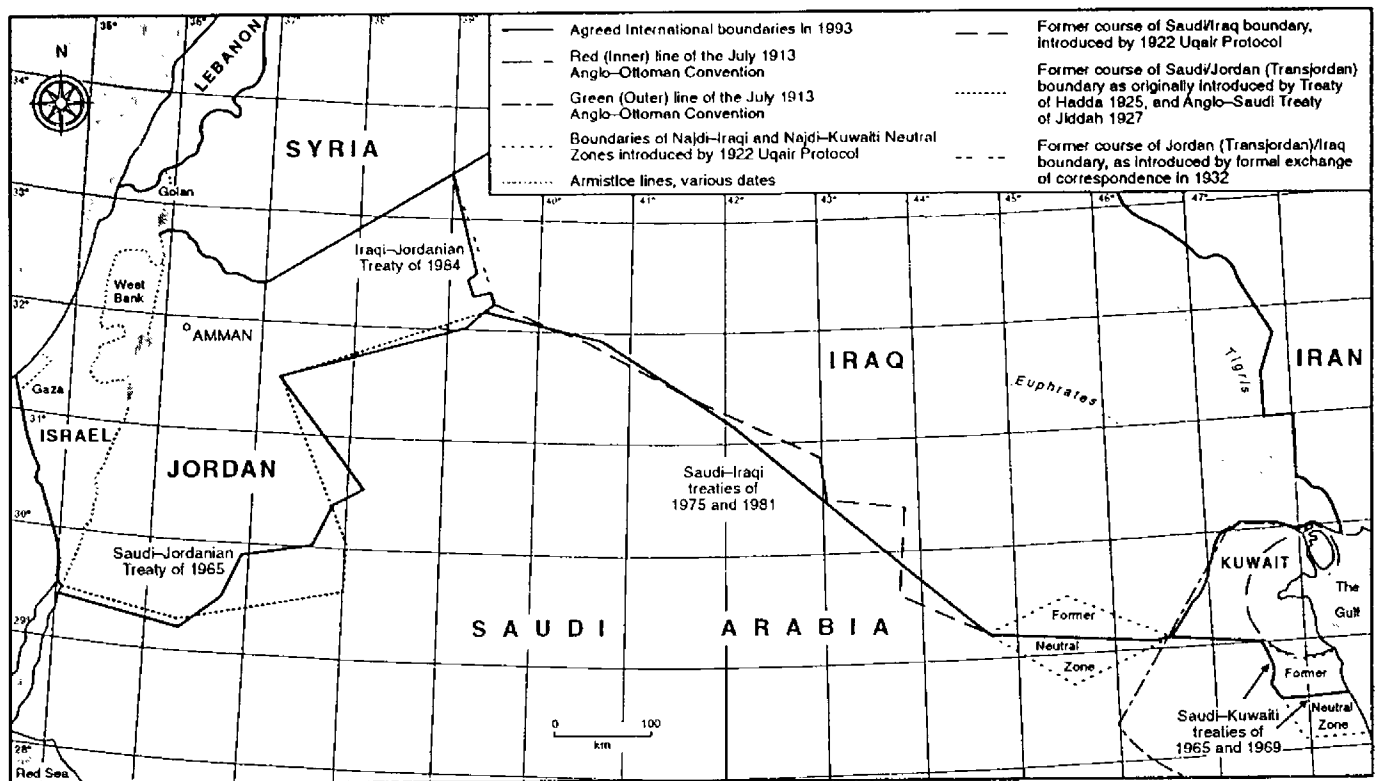 35°
36°
37°
38°
39°
Agreed International boundaries in 1993
Red (Inner) line of the July 1913
Anglo–Ottoman Convention
Green (Outer) line of the July 1913
Anglo–Ottoman Convention
Boundaries of Najdi–Iraqi and Najdi–Kuwaiti Neutral
Zones introduced by 1922 Uqair Protocol
Armistice lines, various dates
Former course of Saudi/Iraq boundary,
introduced by 1922 Uqair Protocol
Former course of Saudi/Jordan (Transjordan)
boundary as originally introduced by Treaty
of Hadda 1925, and Anglo–Saudi Treaty
of Jiddah 1927
Former course of Jordan (Transjordan)/Iraq
boundary, as introduced by formal exchange
of correspondence in 1932
N
34°
LEBANON
SYRIA
33°
Golan
40°
41°
42°
43°
44°
45°
46°
47°
Iraqi–Jordanian
Treaty of 1984
West
Bank
32°
AMMAN
IRAQ
Tigris
IRAN
Euphrates
Gaza
31°
ISRAEL
JORDAN
Saudi–Iraqi
treaties of
1975 and 1981
30°
Saudi–Jordanian
Treaty of 1965
KUWAIT
The
Gulf
29°
SAUDI ARABIA
Former
Neutral
Zone
Former
Neutral
Zone
0 100
km
Saudi–Kuwaiti
treaties of
1965 and 1969
28°
Red Sea